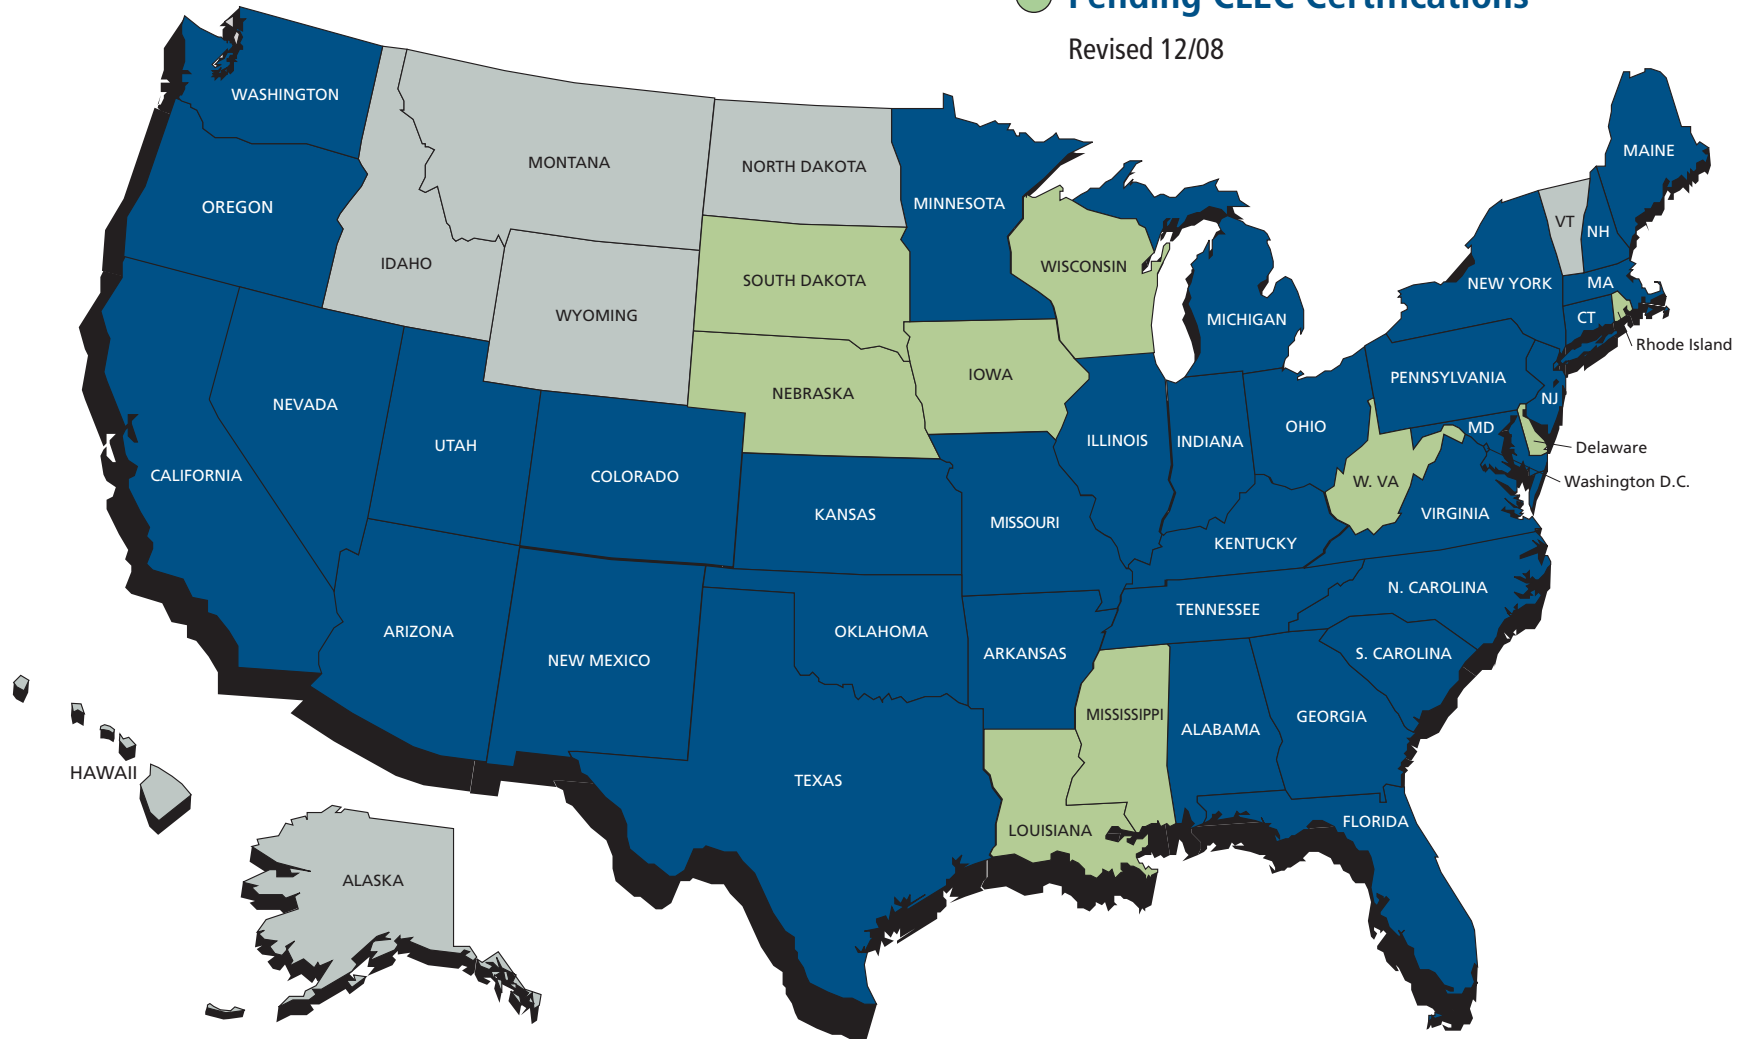 Pending CLEC Certifications
Revised 12/08
WASHINGTON
MONTANA
NORTH DAKOTA
MINNESOTA
MAINE
OREGON
IDAHO
WYOMING
SOUTH DAKOTA
WISCONSIN
MICHIGAN
NEW YORK
VT
NH
MA
CT
Rhode Island
NEVADA
UTAH
NEBRASKA
IOWA
ILLINOIS
INDIANA
OHIO
PENNSYLVANIA
NJ
MD
Delaware
Washington D.C.
CALIFORNIA
COLORADO
KANSAS
MISSOURI
KENTUCKY
W. VA
VIRGINIA
ARIZONA
NEW MEXICO
OKLAHOMA
ARKANSAS
TENNESSEE
N. CAROLINA
S. CAROLINA
MISSISSIPPI
ALABAMA
GEORGIA
HAWAII
TEXAS
LOUISIANA
FLORIDA
ALASKA